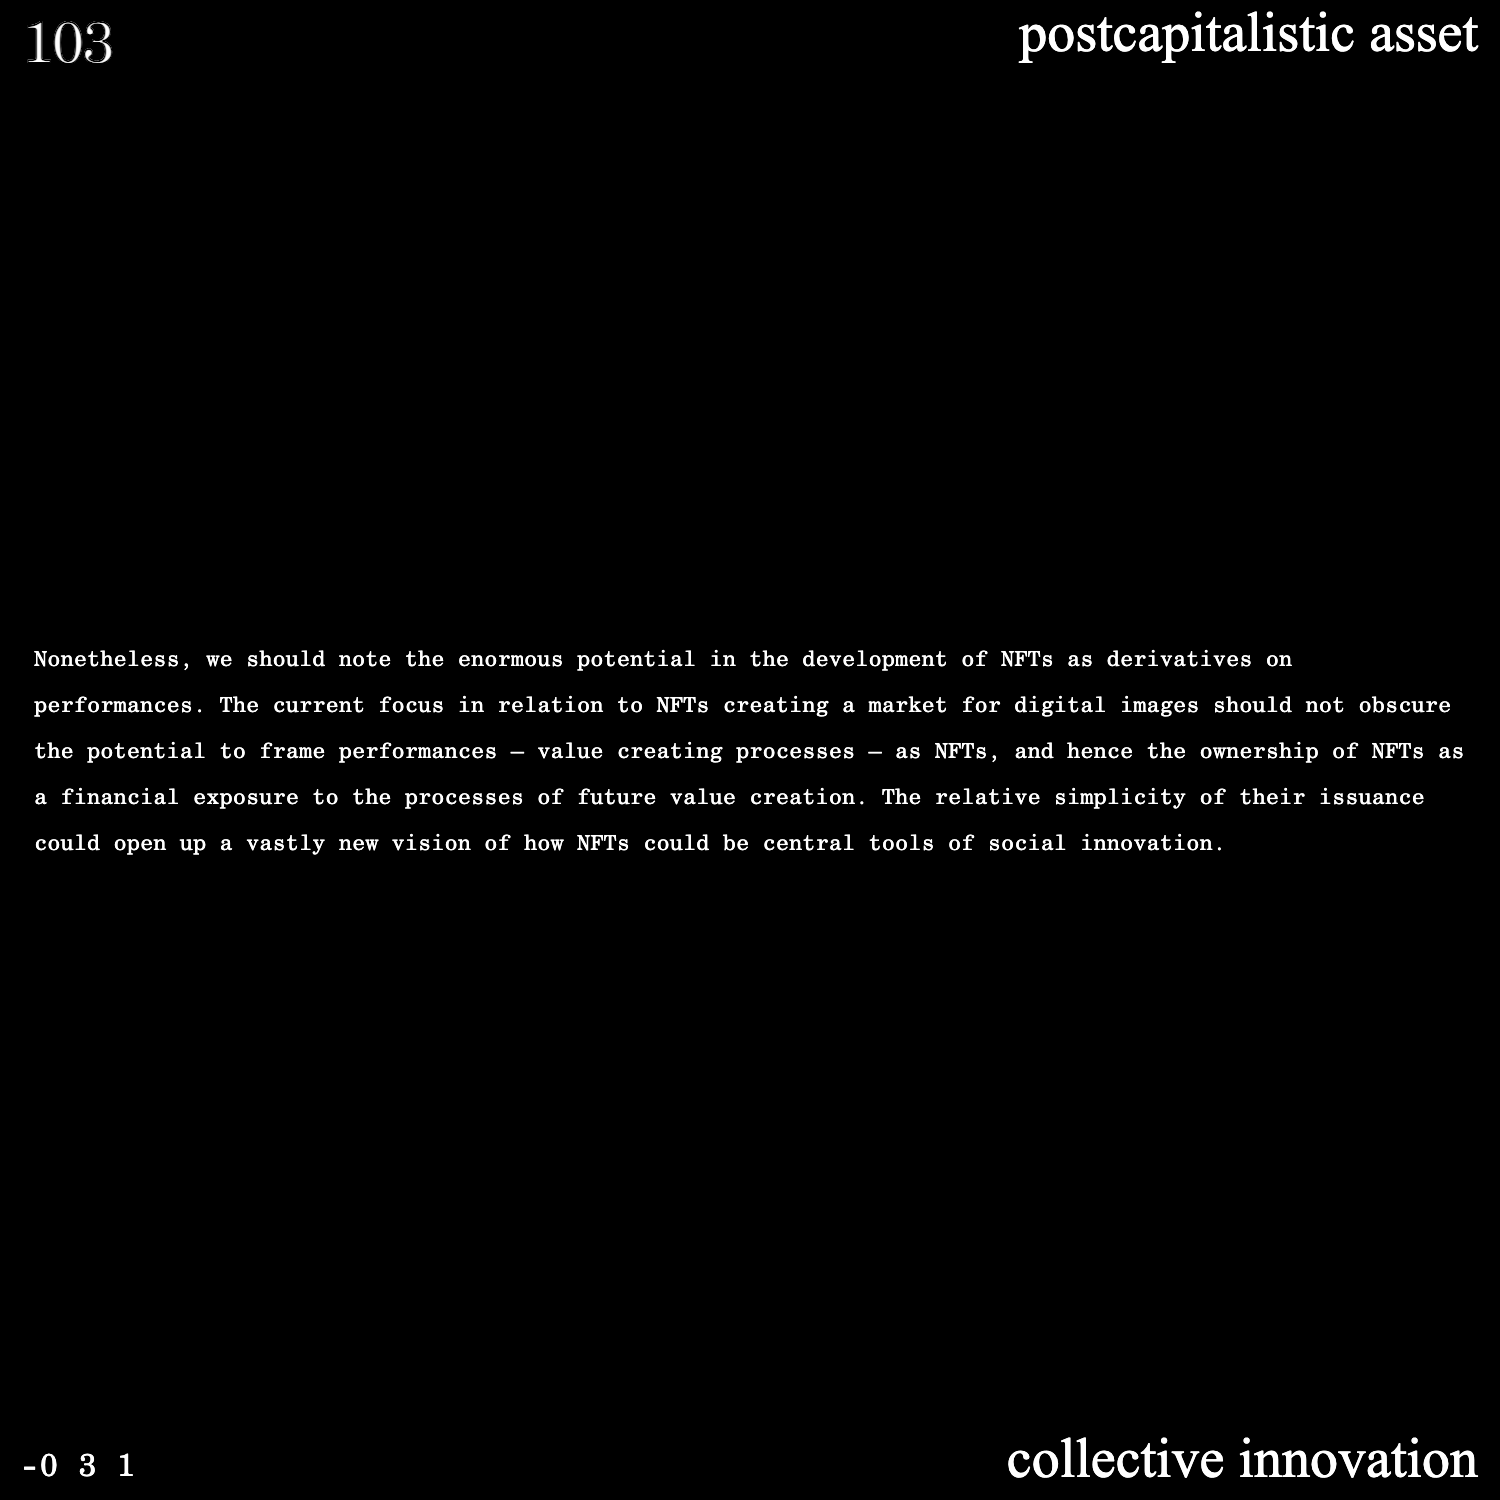 103
postcapitalistic asset
Nonetheless, we should note the enormous potential in the development of NFTs as derivatives on
performances. The current focus in relation to NFTs creating a market for digital images should not obscure
the potential to frame performances – value creating processes – as NFTs, and hence the ownership of NFTs as
a financial exposure to the processes of future value creation. The relative simplicity of their issuance
could open up a vastly new vision of how NFTs could be central tools of social innovation.
-0 3 1
collective innovation